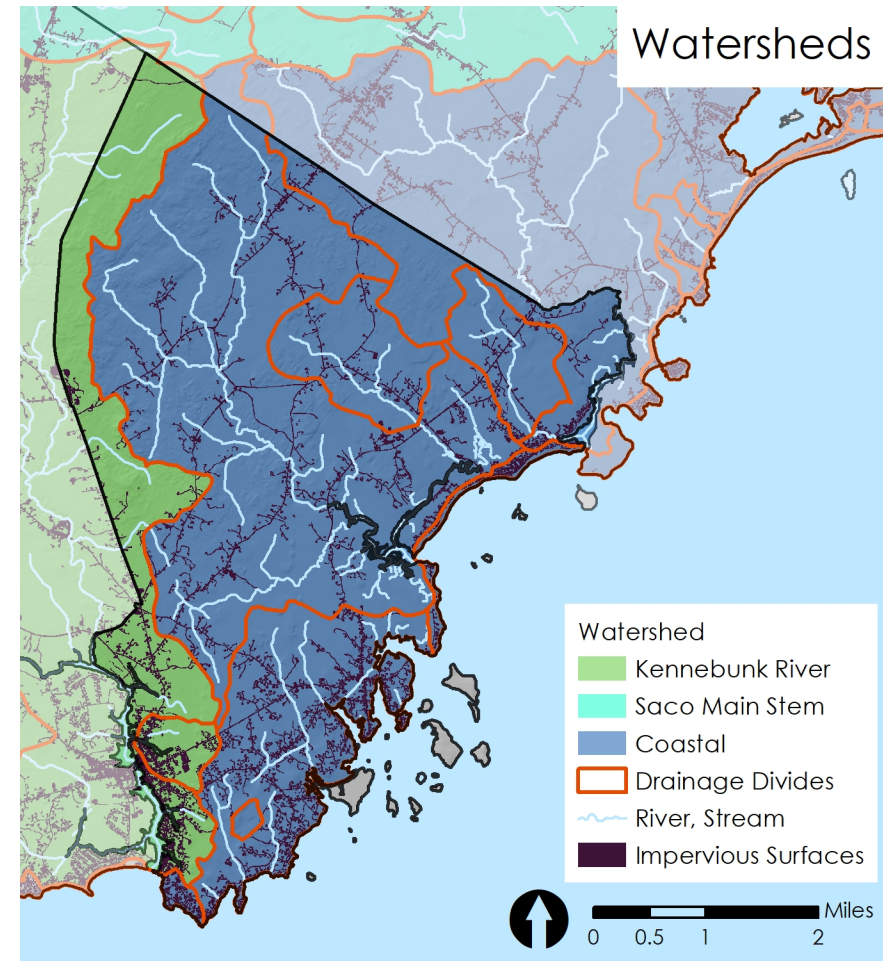 Watersheds
Watershed
Kennebunk River
Saco Main Stem
Coastal
Drainage Divides
River, Stream
Impervious Surfaces
Miles
0 0.5 1 2